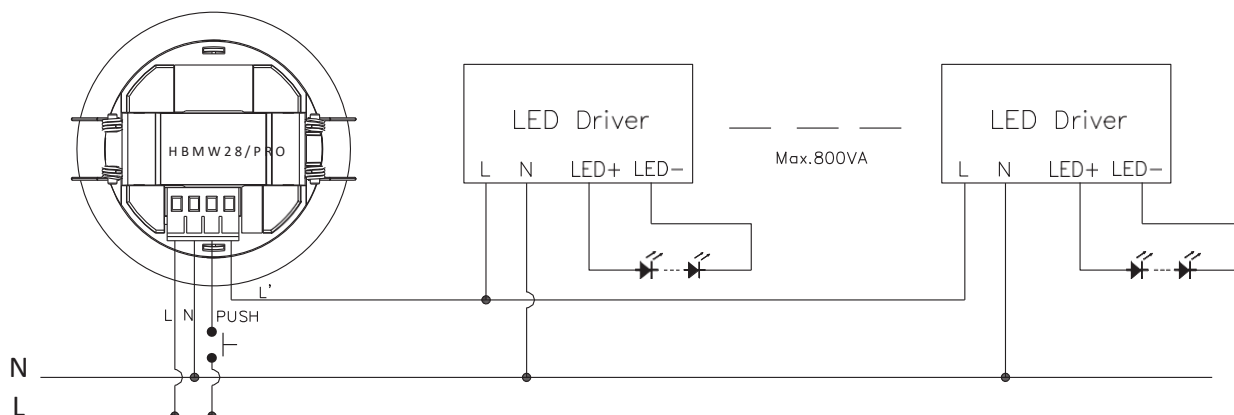 HBMW28/PRO
LED Driver
L N LED+ LED-
Max.800VA
LED Driver
L N LED+ LED-
L'
L N PUSH
N
L